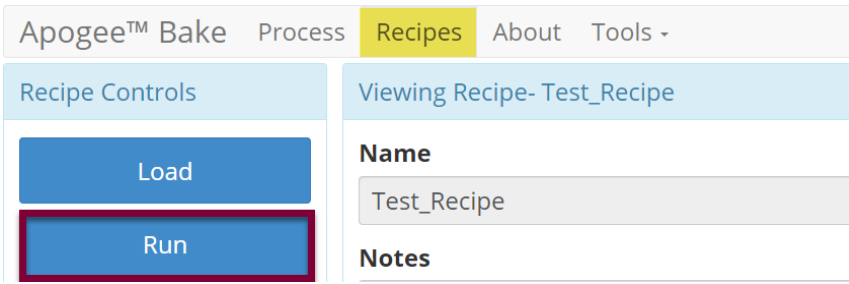 Apogee™ Bake Process Recipes About Tools
Recipe Controls
Load
Run
Viewing Recipe- Test_Recipe
Name
Test_Recipe
Notes